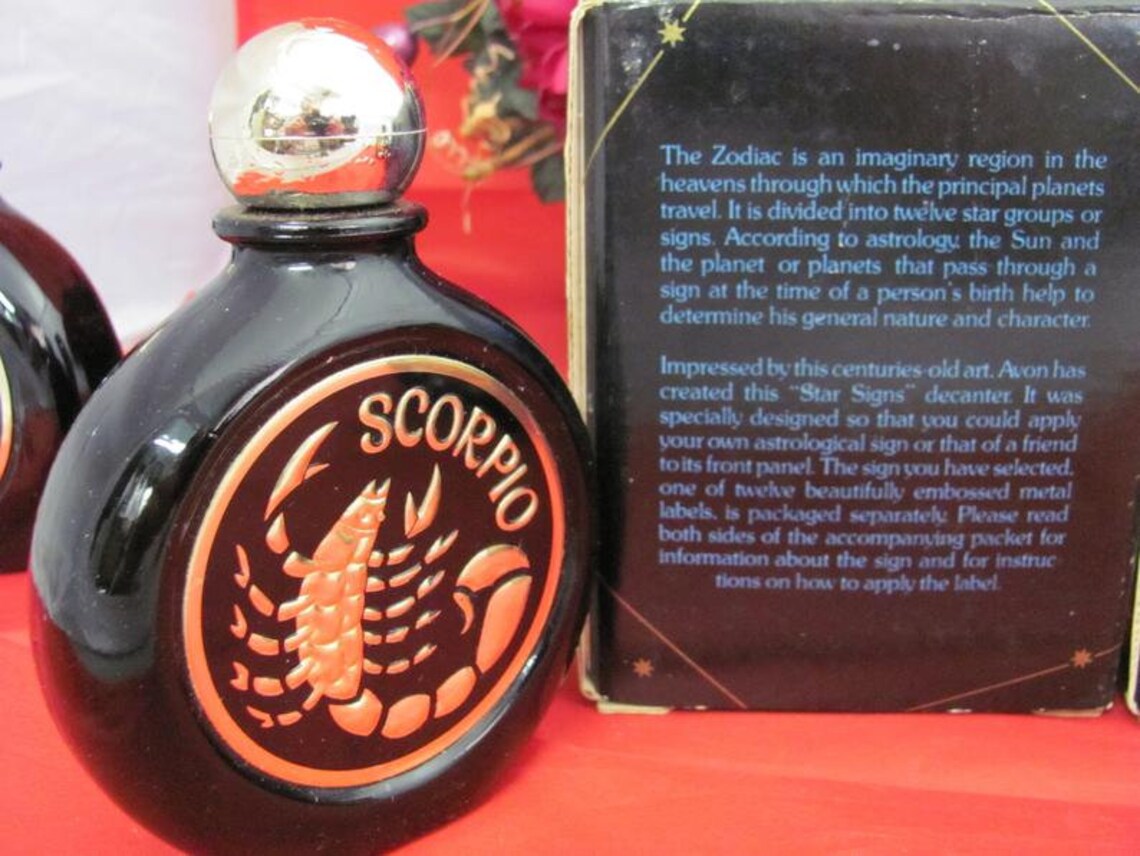 SCORPIO
The Zodiac is an imaginary region in the
heavens through which the principal planets
travel. It is divided into twelve star groups or
signs. According to astrology, the Sun and
the planet or planets that pass through a
sign at the time of a person's birth help to
determine his general nature and character.
Impressed by this centuries-old art, Avon has
created this "Star Signs" decanter. It was
specially designed so that you could apply
your own astrological sign or that of a friend
to its front panel. The sign you have selected,
one of twelve beautifully embossed metal
labels, is packaged separately. Please read
both sides of the accompanying packet for
information about the sign and for instruc-
tions on how to apply the label.